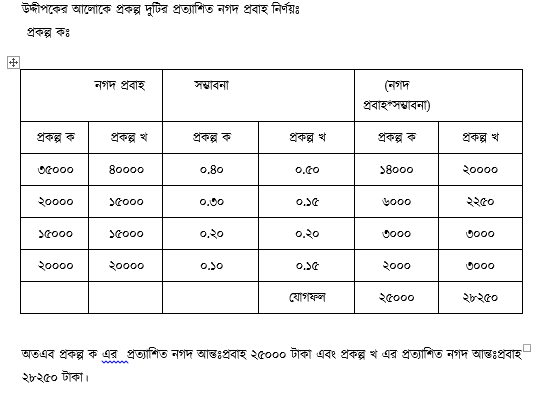 উদ্দীপকের আলোকে প্রকল্প দুটির প্রত্যাশিত নগদ প্রবাহ নির্ণয়ঃ
প্রকল্প কঃ
নগদ প্রবাহ সম্ভাবনা (নগদ
প্রবাহ*সম্ভাবনা)
প্রকল্প ক প্রকল্প খ প্রকল্প ক প্রকল্প খ প্রকল্প ক প্রকল্প খ
৩৫০০০ ৪০০০০ ০.৪০ ০.৫০ ১৪০০০ ২০০০০
২০০০০ ১৫০০০ ০.৩০ ০.১৫ ৬০০০ ২২৫০
১৫০০০ ১৫০০০ ০.২০ ০.২০ ৩০০০ ৩০০০
২০০০০ ২০০০০ ০.১০ ০.১৫ ২০০০ ৩০০০
যোগফল ২৫০০০ ২৮২৫০
অতএব প্রকল্প ক এর প্রত্যাশিত নগদ আন্তঃপ্রবাহ ২৫০০০ টাকা এবং প্রকল্প খ এর প্রত্যাশিত নগদ আন্তঃপ্রবাহ
২৮২৫০ টাকা।